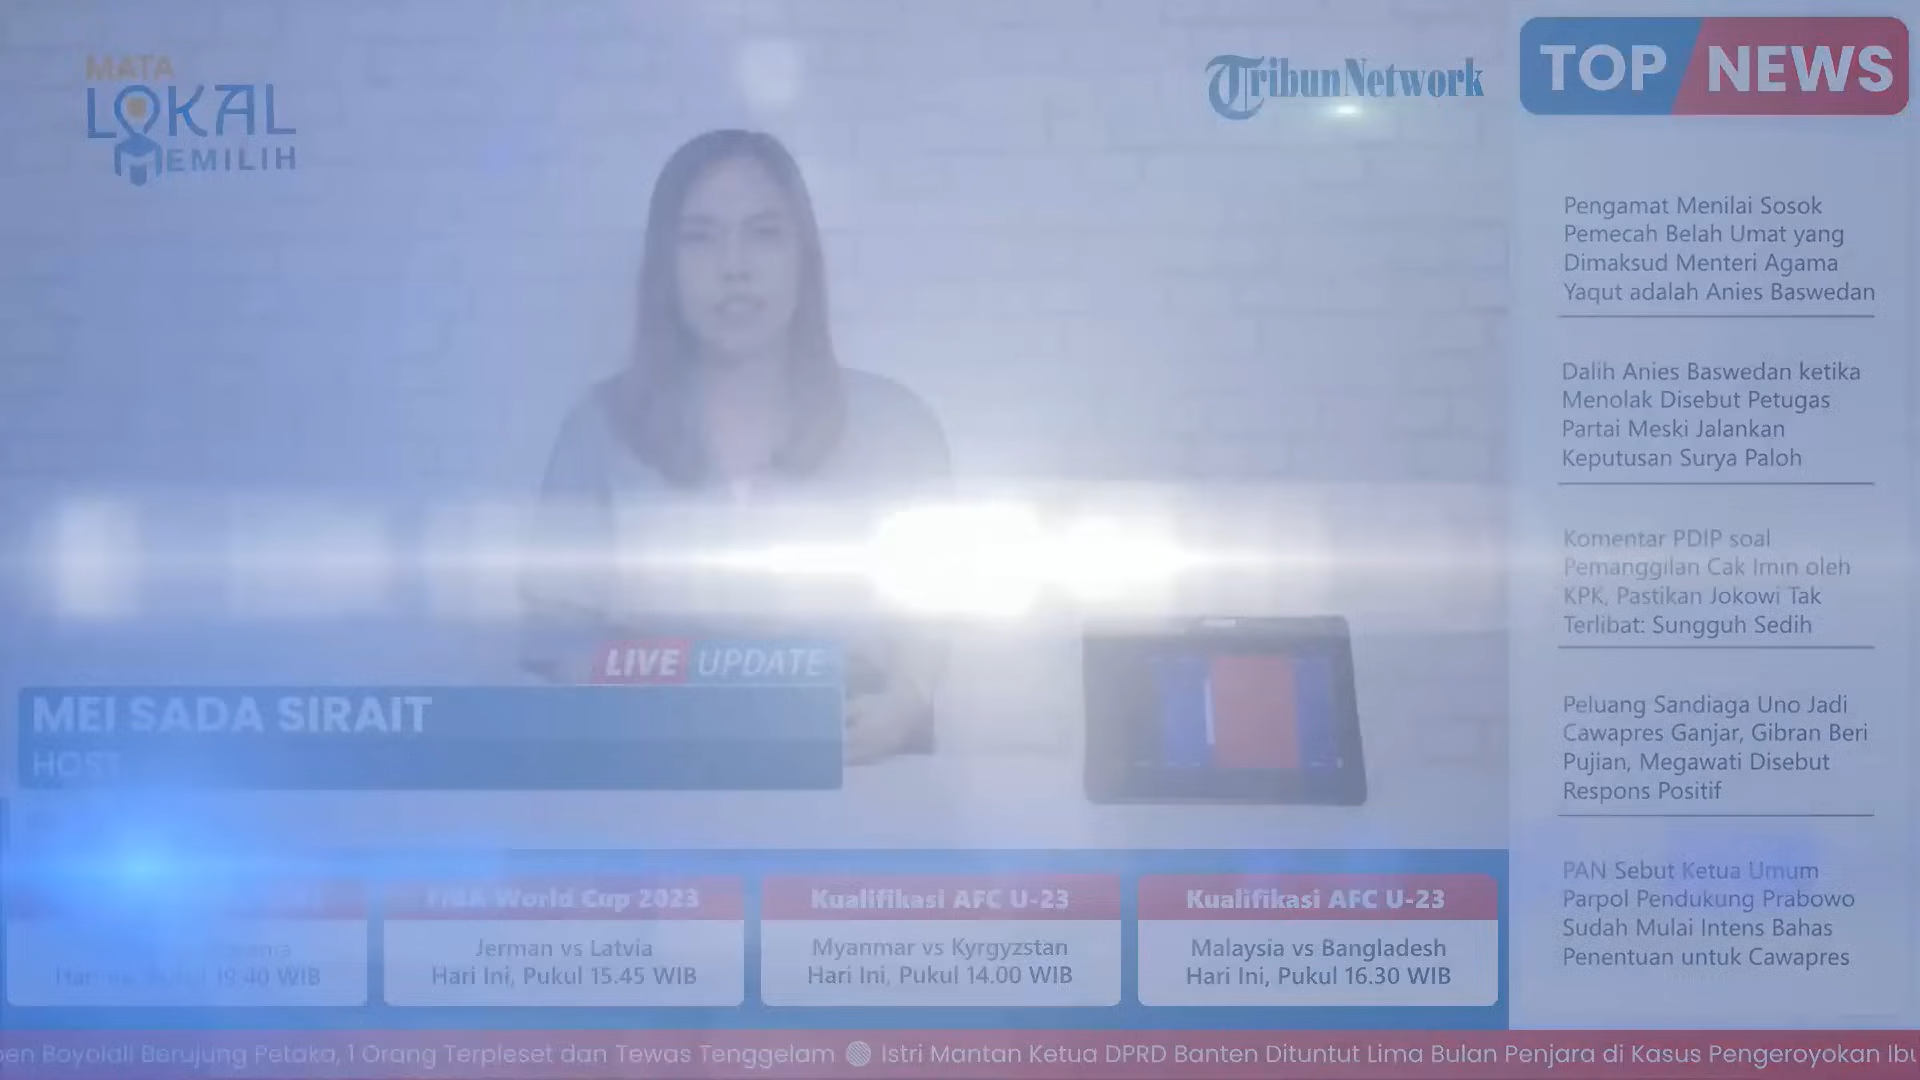 MATA
LOKAL
MEMILIH
TribunNetwork
TOP NEWS
Pengamat Menilai Sosok
Pemecah Belah Umat yang
Dimaksud Menteri Agama
Yaqut adalah Anies Baswedan
Dalih Anies Baswedan ketika
Menolak Disebut Petugas
Partai Meski Jalankan
Keputusan Surya Paloh
Komentar PDIP soal
Pemanggilan Cak Imin oleh
KPK, Pastikan Jokowi Tak
Terlibat: Sungguh Sedih
Peluang Sandiaga Uno Jadi
Cawapres Ganjar, Gibran Beri
Pujian, Megawati Disebut
Respons Positif
PAN Sebut Ketua Umum
Parpol Pendukung Prabowo
Sudah Mulai Intens Bahas
Penentuan untuk Cawapres
LIVE UPDATE
MEI SADA SIRAIT
HOST
Hari Ini, Pukul 19.40 WIB
FIBA World Cup 2023
Jerman vs Latvia
Hari Ini, Pukul 15.45 WIB
Kualifikasi AFC U-23
Myanmar vs Kyrgyzstan
Hari Ini, Pukul 14.00 WIB
Kualifikasi AFC U-23
Malaysia vs Bangladesh
Hari Ini, Pukul 16.30 WIB
Boyolali Berujung Petaka, 1 Orang Terpleset dan Tewas Tenggelam Istri Mantan Ketua DPRD Banten Dituntut Lima Bulan Penjara di Kasus Pengeroyokan